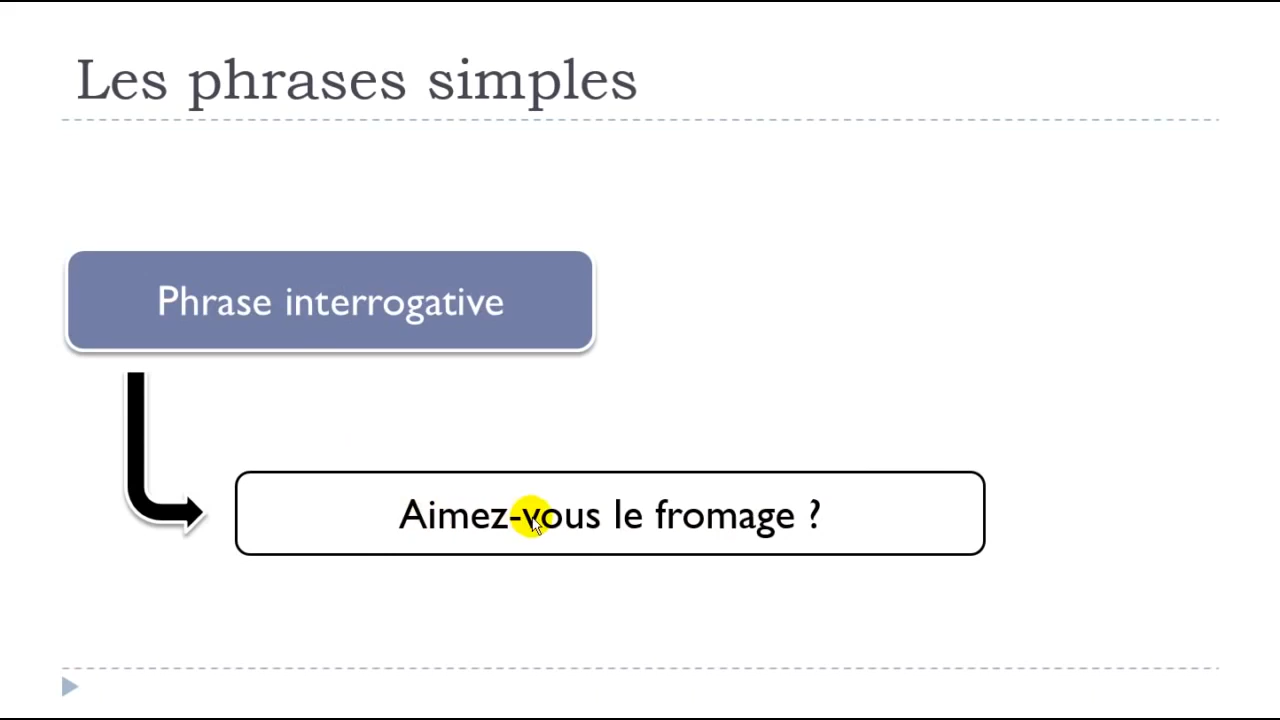 Les phrases simples
Phrase interrogative
Aimez-vous le fromage ?